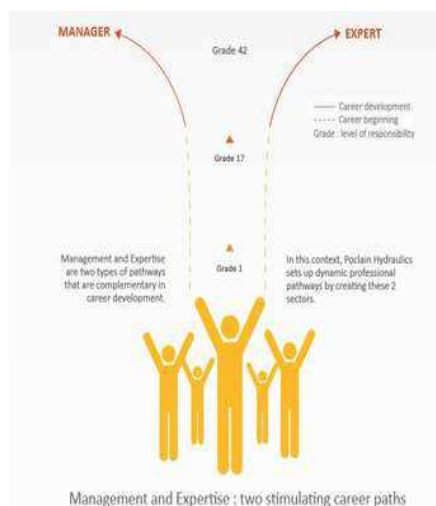 MANAGER
EXPERT
Grade 42
Career development
Career beginning
Grade : level of responsibility
Grade 17
Management and Expertise
are two types of pathways
that are complementary in
career development.
Grade 1
In this context, Poclain Hydraulics
sets up dynamic professional
pathways by creating these 2
sectors.
Management and Expertise : two stimulating career paths